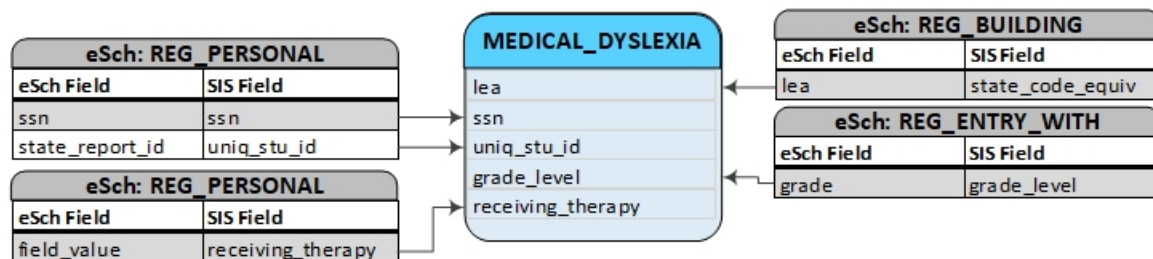 eSch: REG_PERSONAL
eSch Field SIS Field
ssn ssn
state_report_id uniq_stu_id
eSch: REG_PERSONAL
eSch Field SIS Field
field_value receiving_therapy
MEDICAL_DYSLEXIA
lea
ssn
uniq_stu_id
grade_level
receiving_therapy
eSch: REG_BUILDING
eSch Field SIS Field
lea state_code_equiv
eSch: REG_ENTRY_WITH
eSch Field SIS Field
grade grade_level